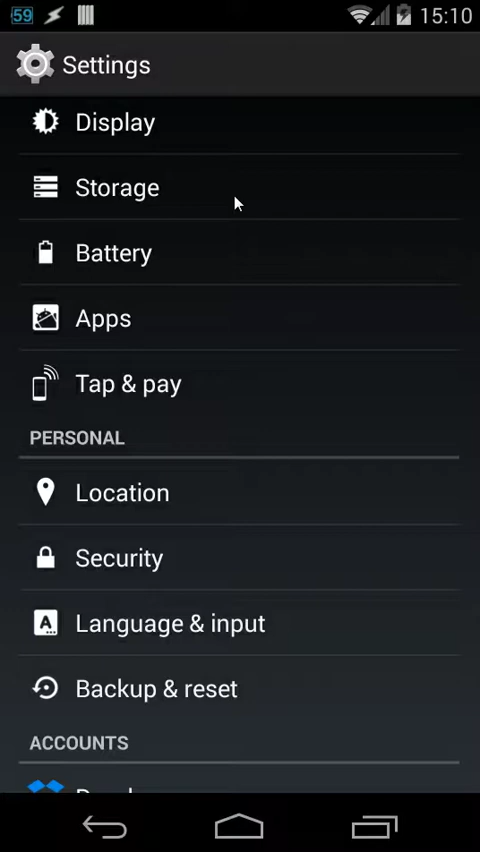 59
15:10
Settings
Display
Storage
Battery
Apps
Tap & pay
PERSONAL
Location
Security
Language & input
Backup & reset
ACCOUNTS